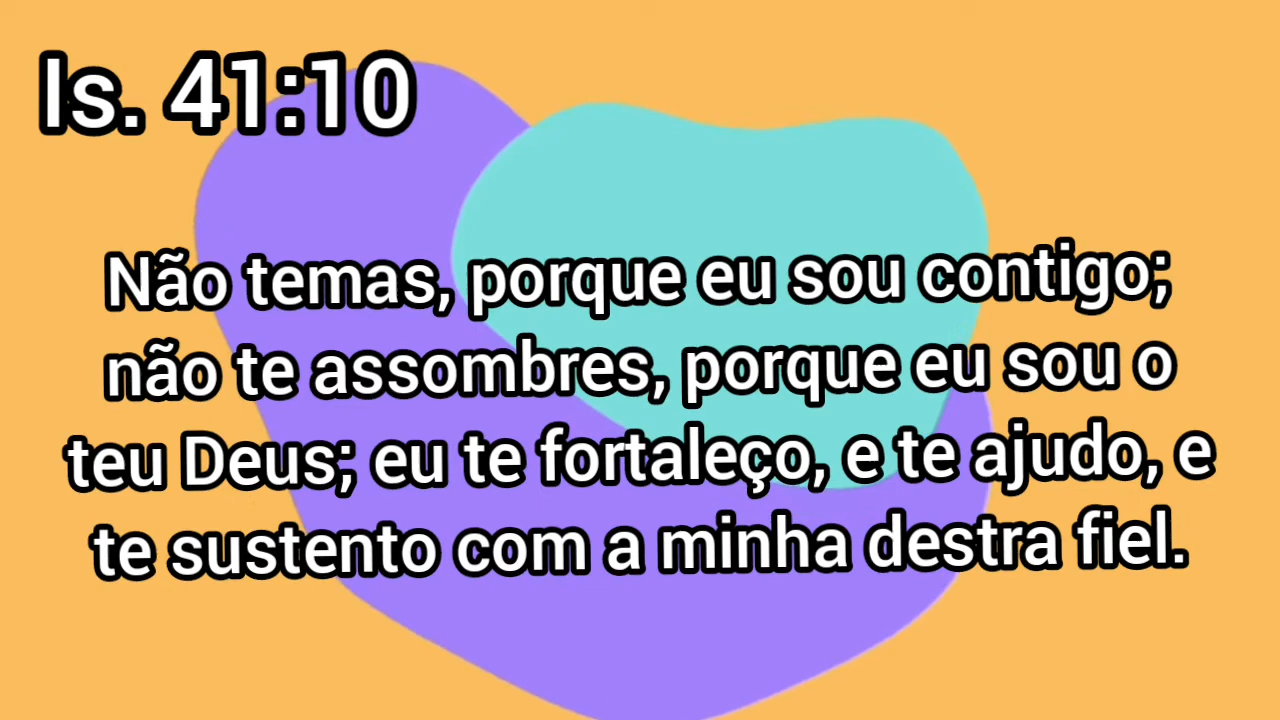 Is. 41:10
Não temas, porque eu sou contigo;
não te assombres, porque eu sou o
teu Deus; eu te fortaleço, e te ajudo, e
te sustento com a minha destra fiel.